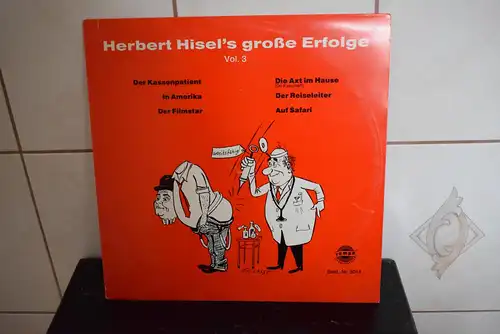 Herbert Hisel's große Erfolge
Vol. 3
Der Kassenpatient
In Amerika
Der Filmstar
Die Axt im Hause
Der Reiseleiter
Auf Safari